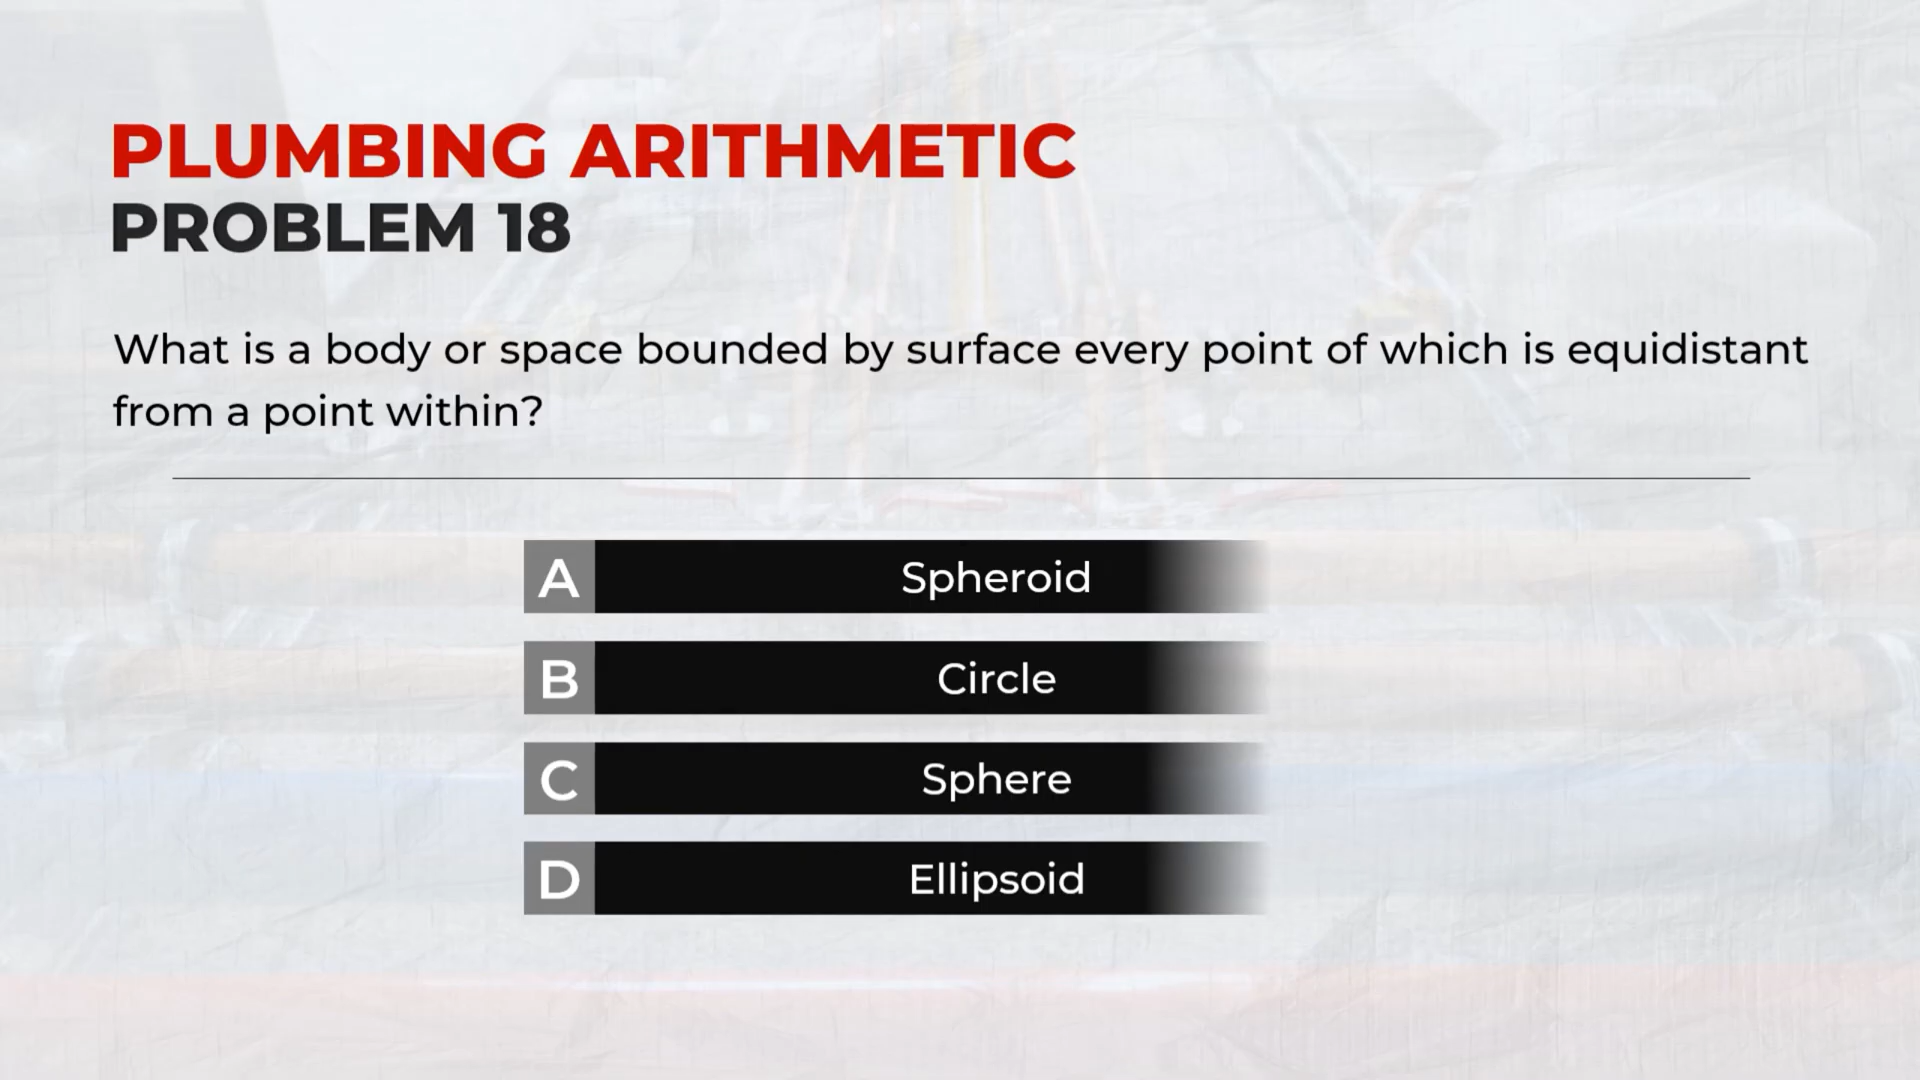 PLUMBING ARITHMETIC
PROBLEM 18
What is a body or space bounded by surface every point of which is equidistant
from a point within?
A Spheroid
B Circle
C Sphere
D Ellipsoid